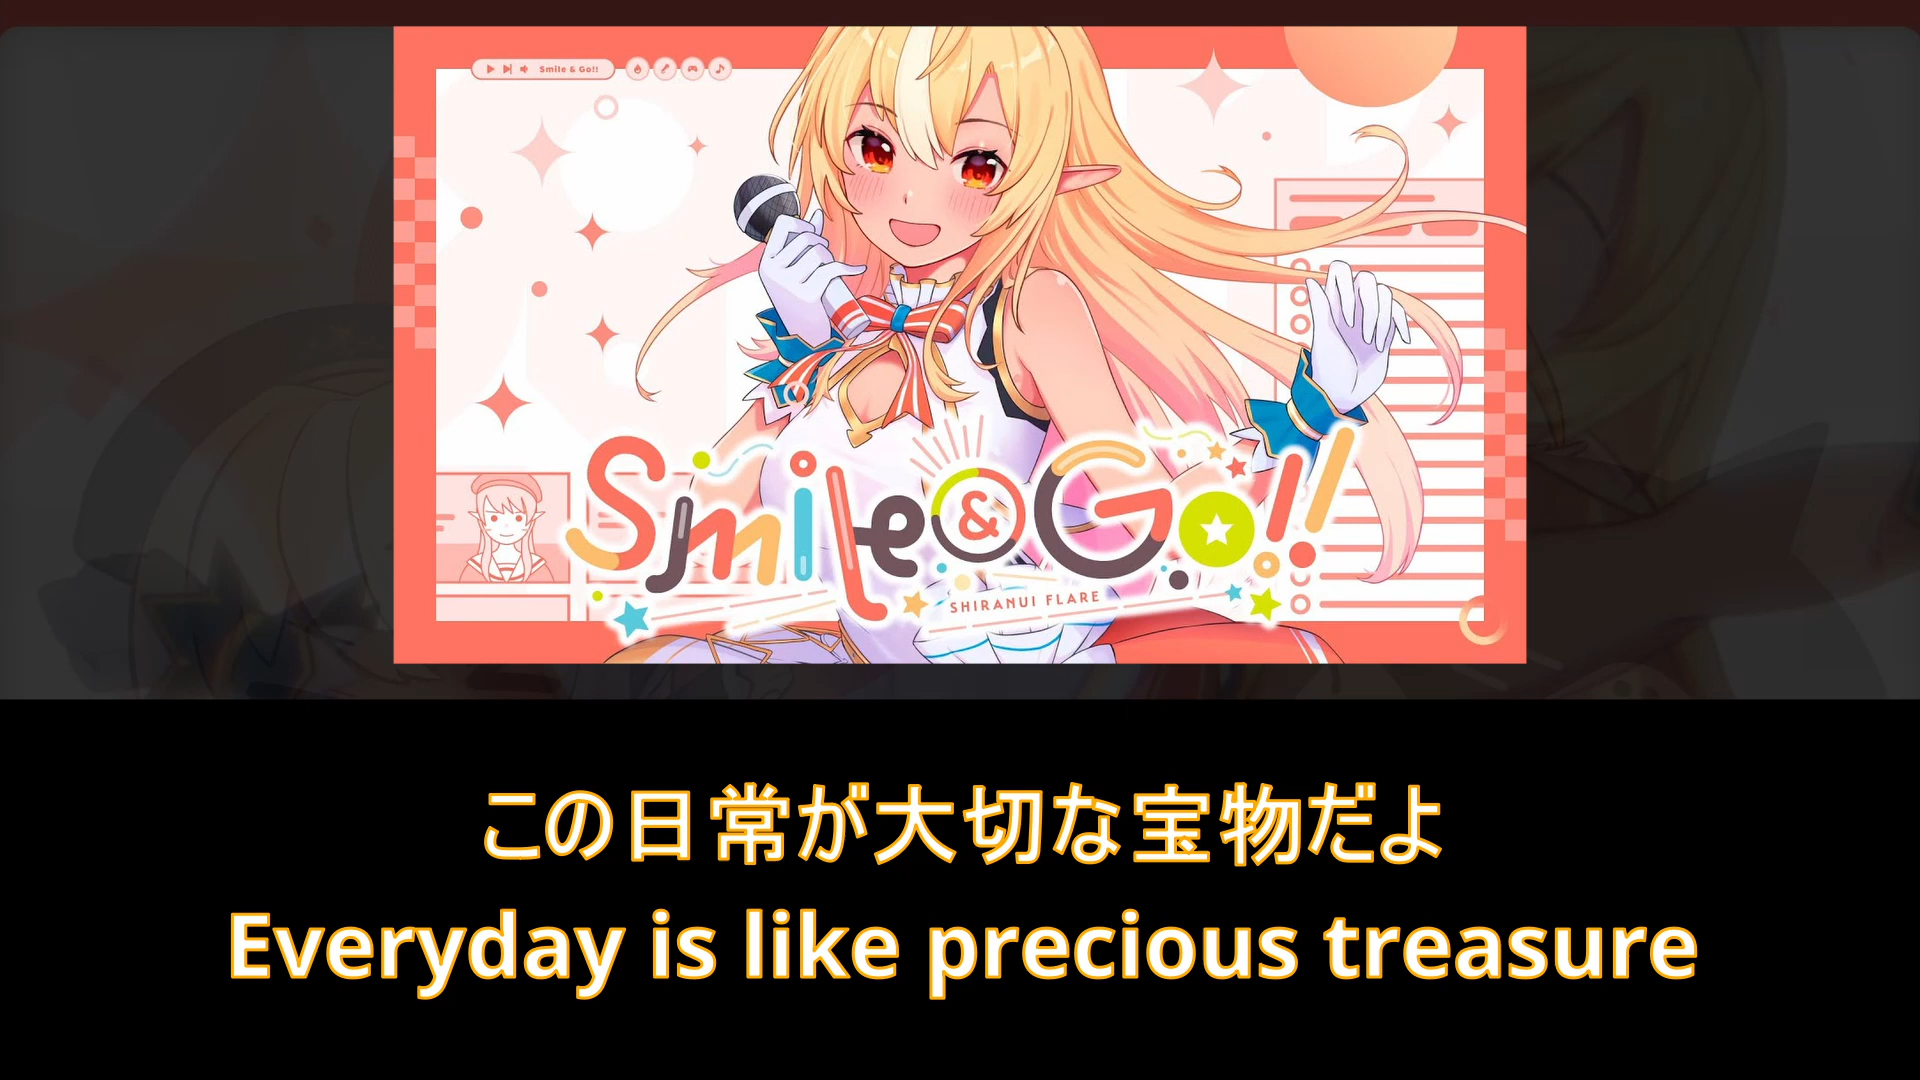 Smile & Go!!
Smile & Go!!
SHIRANUI FLARE
この日常が大切な宝物だよ
Everyday is like precious treasure